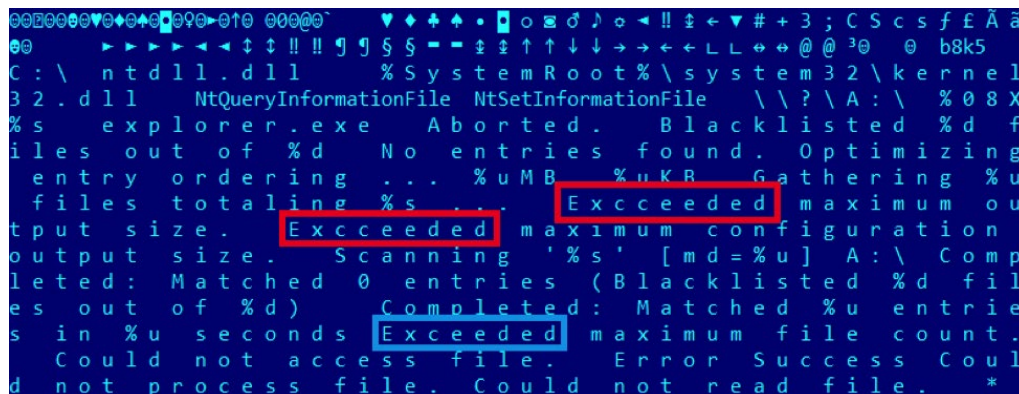 b8k5
C:\ ntdll.dll %SystemRoot%\system32\kernel
32.dll NtQueryInformationFile NtSetInformationFile \\?\A:\ %08X
%s explorer.exe Aborted. Blacklisted %d f
iles out of %d No entries found. Optimizing
entry ordering ... %uMB %uKB Gathering %u
files totaling %s ... Excceeded maximum ou
tput size. Excceeded maximum configuration
output size. Scanning '%s' [md=%u] A:\ Comp
leted: Matched 0 entries (Blacklisted %d fil
es out of %d) Completed: Matched %u entrie
s in %u seconds Exceeded maximum file count.
Could not access file. Error Success Coul
d not process file. Could not read file. *